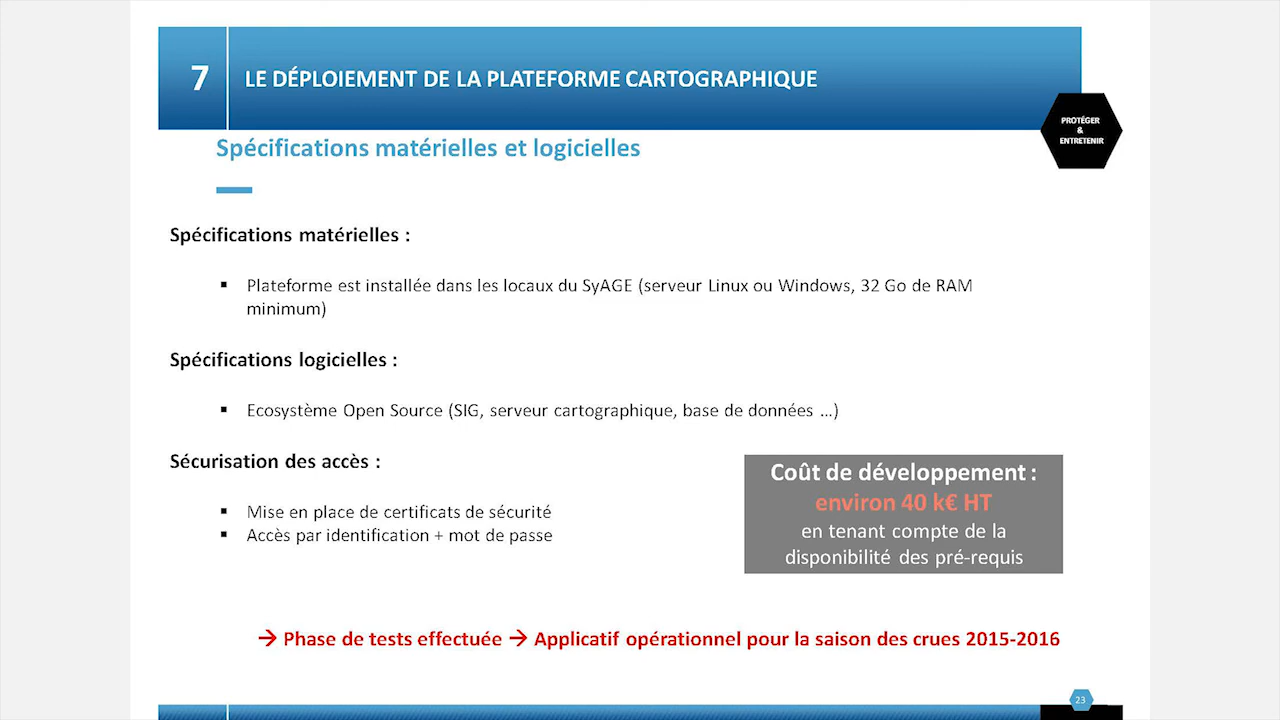 7
LE DÉPLOIEMENT DE LA PLATEFORME CARTOGRAPHIQUE
PROTÉGER
&
ENTRETENIR
Spécifications matérielles et logicielles
Spécifications matérielles :
▪ Plateforme est installée dans les locaux du SyAGE (serveur Linux ou Windows, 32 Go de RAM
minimum)
Spécifications logicielles :
▪ Ecosystème Open Source (SIG, serveur cartographique, base de données ...)
Sécurisation des accès :
▪ Mise en place de certificats de sécurité
▪ Accès par identification + mot de passe
Coût de développement :
environ 40 k€ HT
en tenant compte de la
disponibilité des pré-requis
→ Phase de tests effectuée → Applicatif opérationnel pour la saison des crues 2015-2016
23